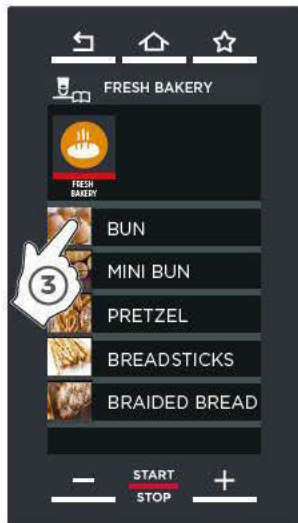 FRESH BAKERY
FRESH
BAKERY
BUN
3
MINI BUN
PRETZEL
BREADSTICKS
BRAIDED BREAD
− START +
STOP